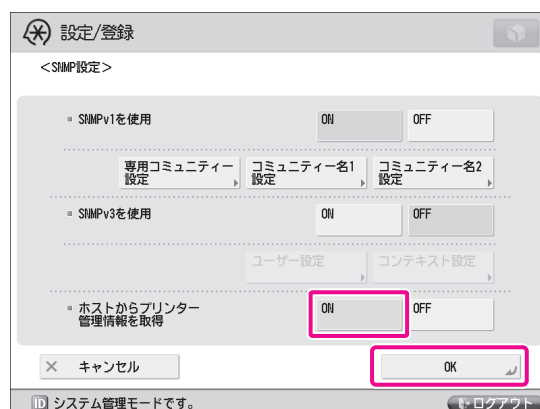 設定/登録
<SNMP設定>
SNMPv1を使用 ON OFF
専用コミュニティー設定 コミュニティー名1設定 コミュニティー名2設定
SNMPv3を使用 ON OFF
ユーザー設定 コンテキスト設定
ホストからプリンター
管理情報を取得 ON OFF
× キャンセル OK
ID システム管理モードです。 ログアウト